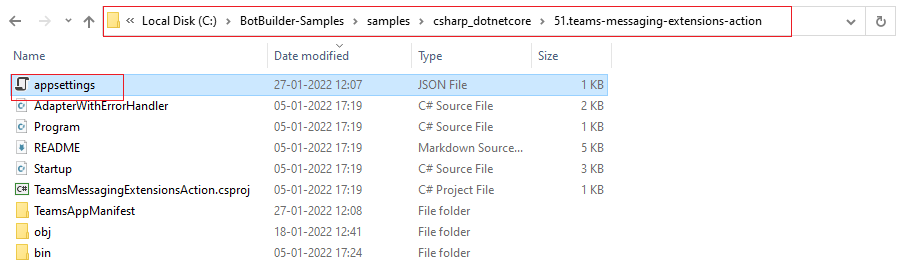 Local Disk (C:) > BotBuilder-Samples > samples > csharp_dotnetcore > 51.teams-messaging-extensions-action
Name Date modified Type Size
appsettings 27-01-2022 12:07 JSON File 1 KB
AdapterWithErrorHandler 05-01-2022 17:19 C# Source File 2 KB
Program 05-01-2022 17:19 C# Source File 1 KB
README 05-01-2022 17:19 Markdown Source... 5 KB
Startup 05-01-2022 17:19 C# Source File 3 KB
C# TeamsMessagingExtensionsAction.csproj 05-01-2022 17:19 C# Project File 1 KB
TeamsAppManifest 27-01-2022 12:08 File folder
obj 18-01-2022 12:41 File folder
bin 05-01-2022 17:24 File folder